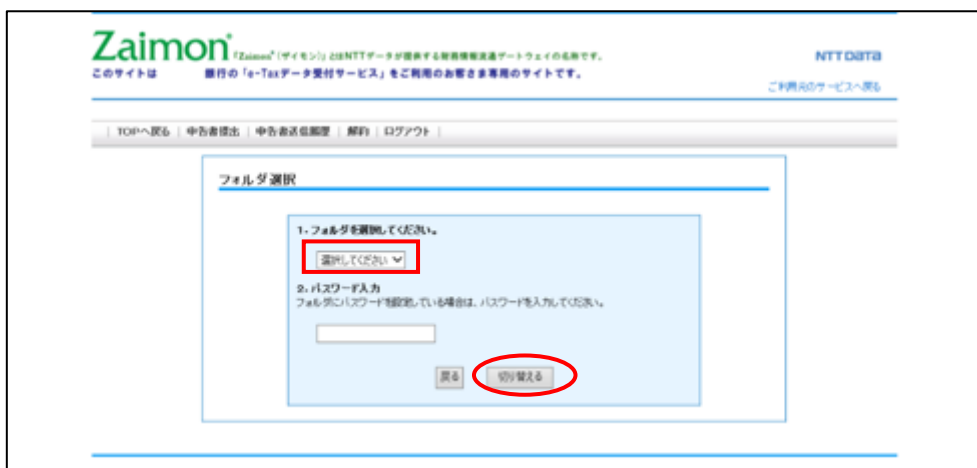 Zaimon®「Zaimon®(ザイモン)」とはNTTデータが提供する財務情報流通ゲートウェイの名称です。
NTT DATA
このサイトは　　　銀行の「e-Taxデータ受付サービス」をご利用のお客さま専用のサイトです。
ご利用元のサービスへ戻る
| TOPへ戻る | 申告書提出 | 申告書送信履歴 | 解約 | ログアウト |
フォルダ選択
1.フォルダを選択してください。
選択してください
2.パスワード入力
フォルダにパスワードを設定している場合は、パスワードを入力してください。
戻る 切り替える